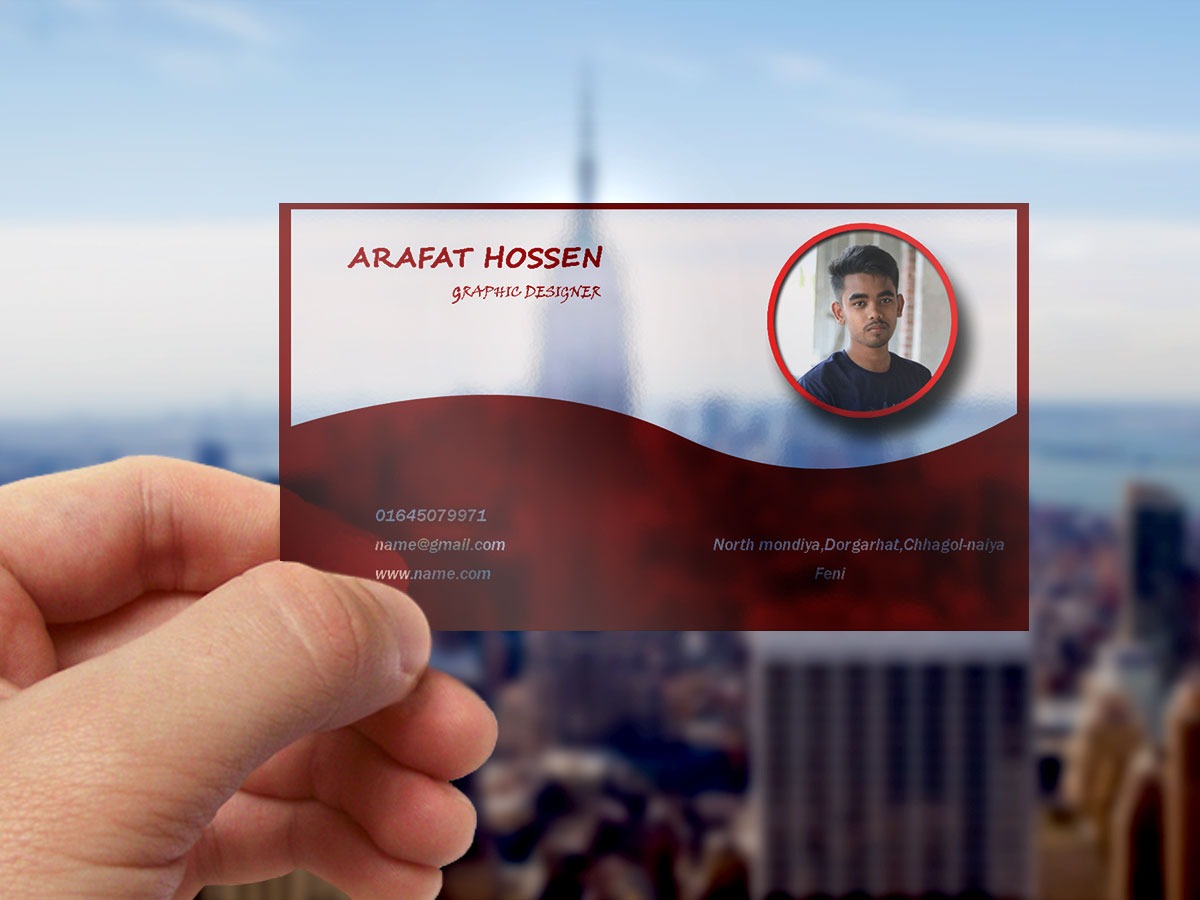 ARAFAT HOSSEN
GRAPHIC DESIGNER
01645079971
name@gmail.com
www.name.com
North mondiya,Dorgarhat,Chhagol-naiya
Feni